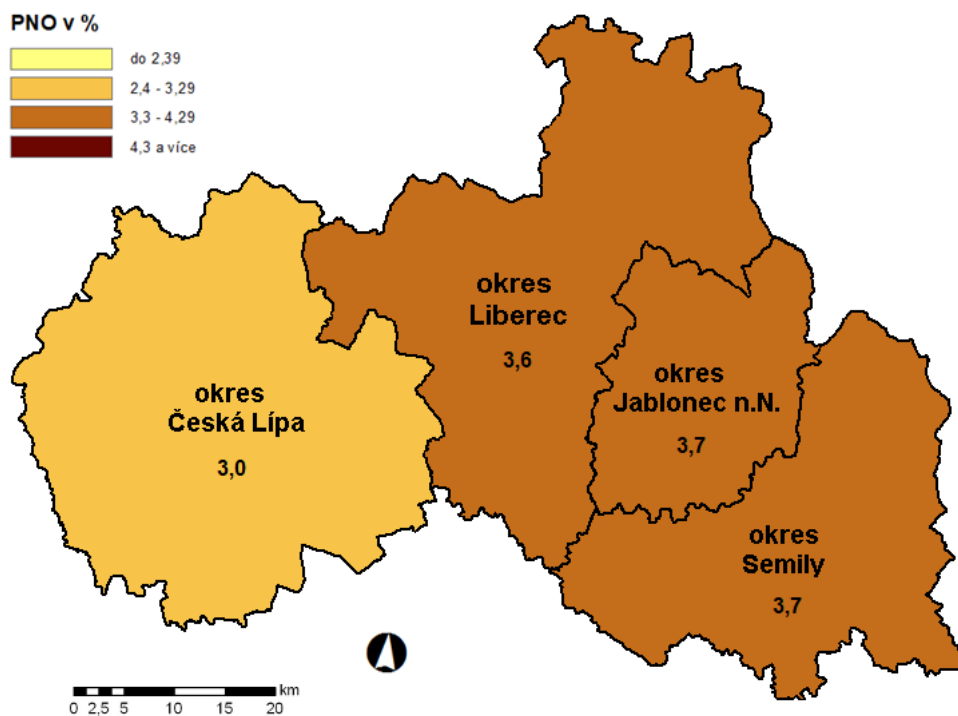 PNO v %
do 2,39
2,4 - 3,29
3,3 - 4,29
4,3 a více
okres
Liberec
3,6
okres
Jablonec n.N.
3,7
okres
Česká Lípa
3,0
okres
Semily
3,7
km
0 2,5 5 10 15 20